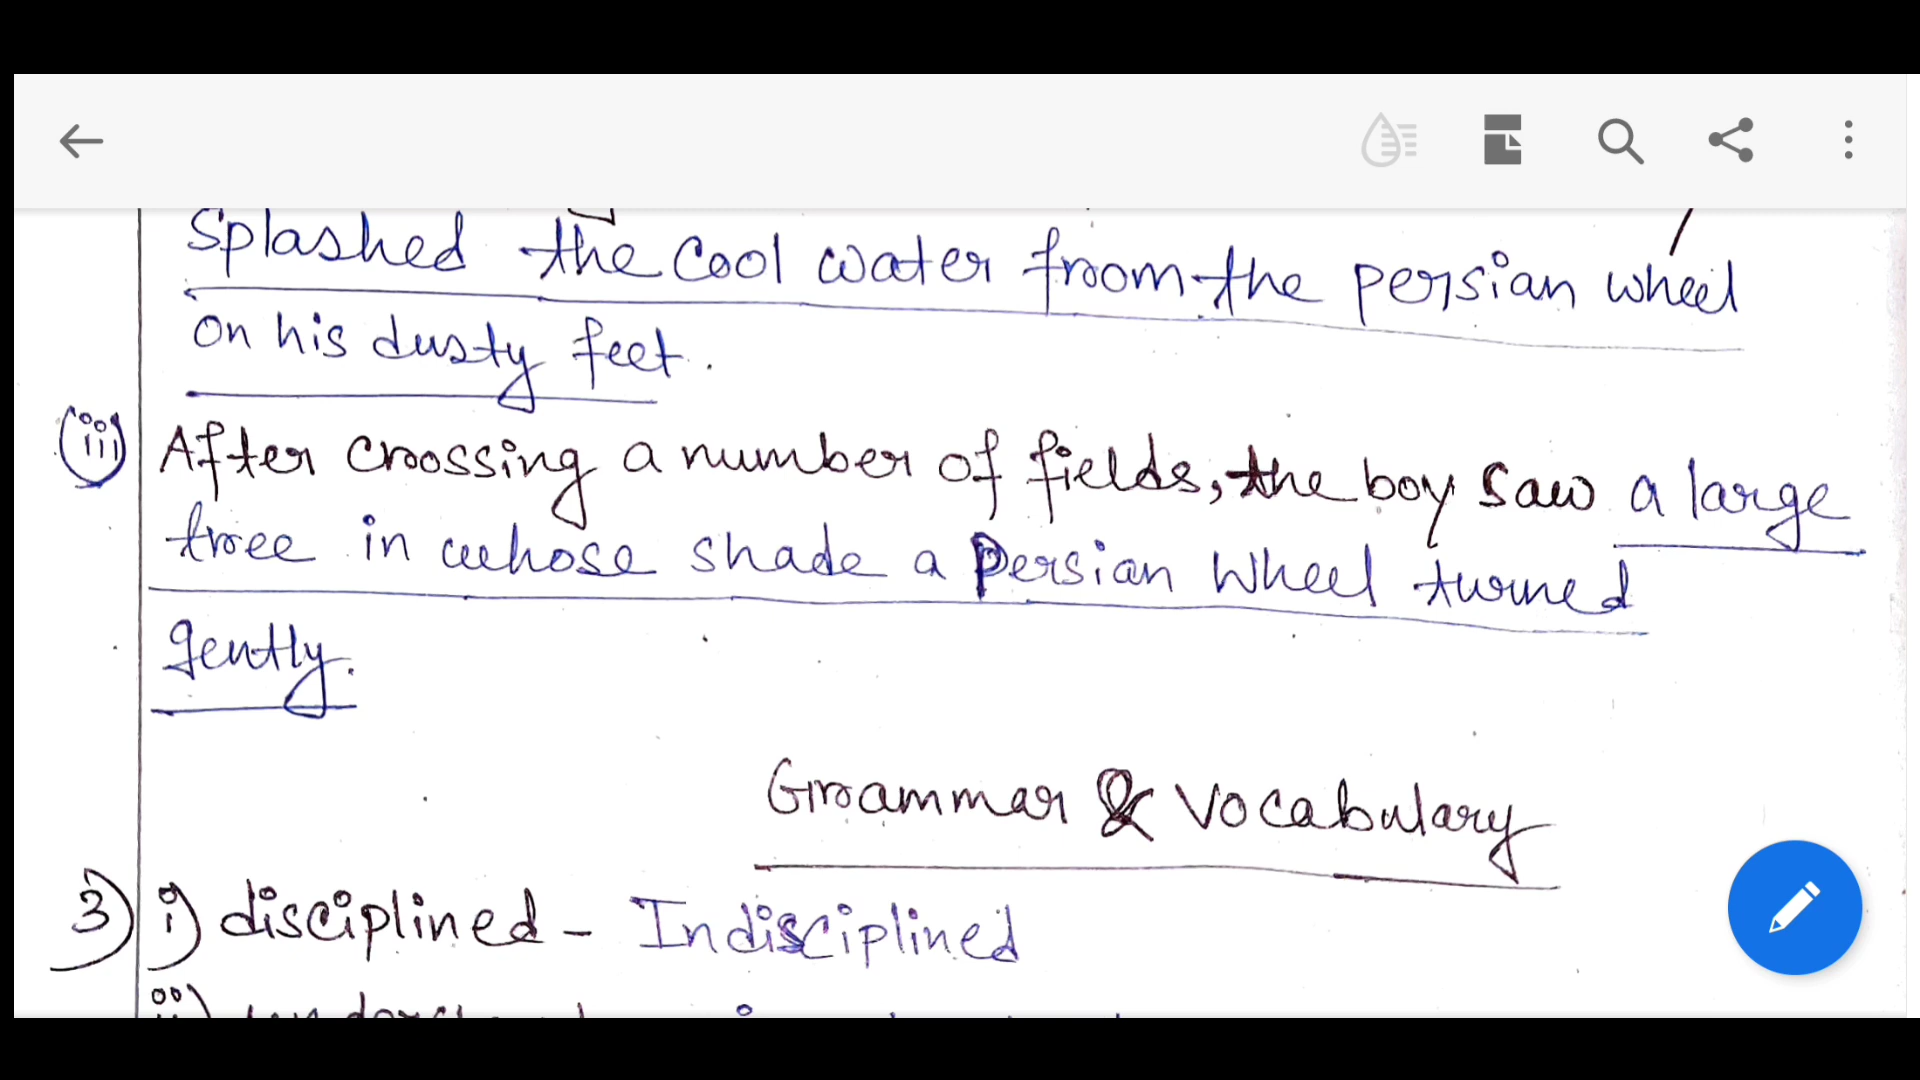 Splashed the cool water from the persian wheel
on his dusty feet.
(iii) After crossing a number of fields, the boy saw a large
tree in whose shade a Persian Wheel turned
gently.
Grammar & Vocabulary
3) i) disciplined - Indisciplined
ii)